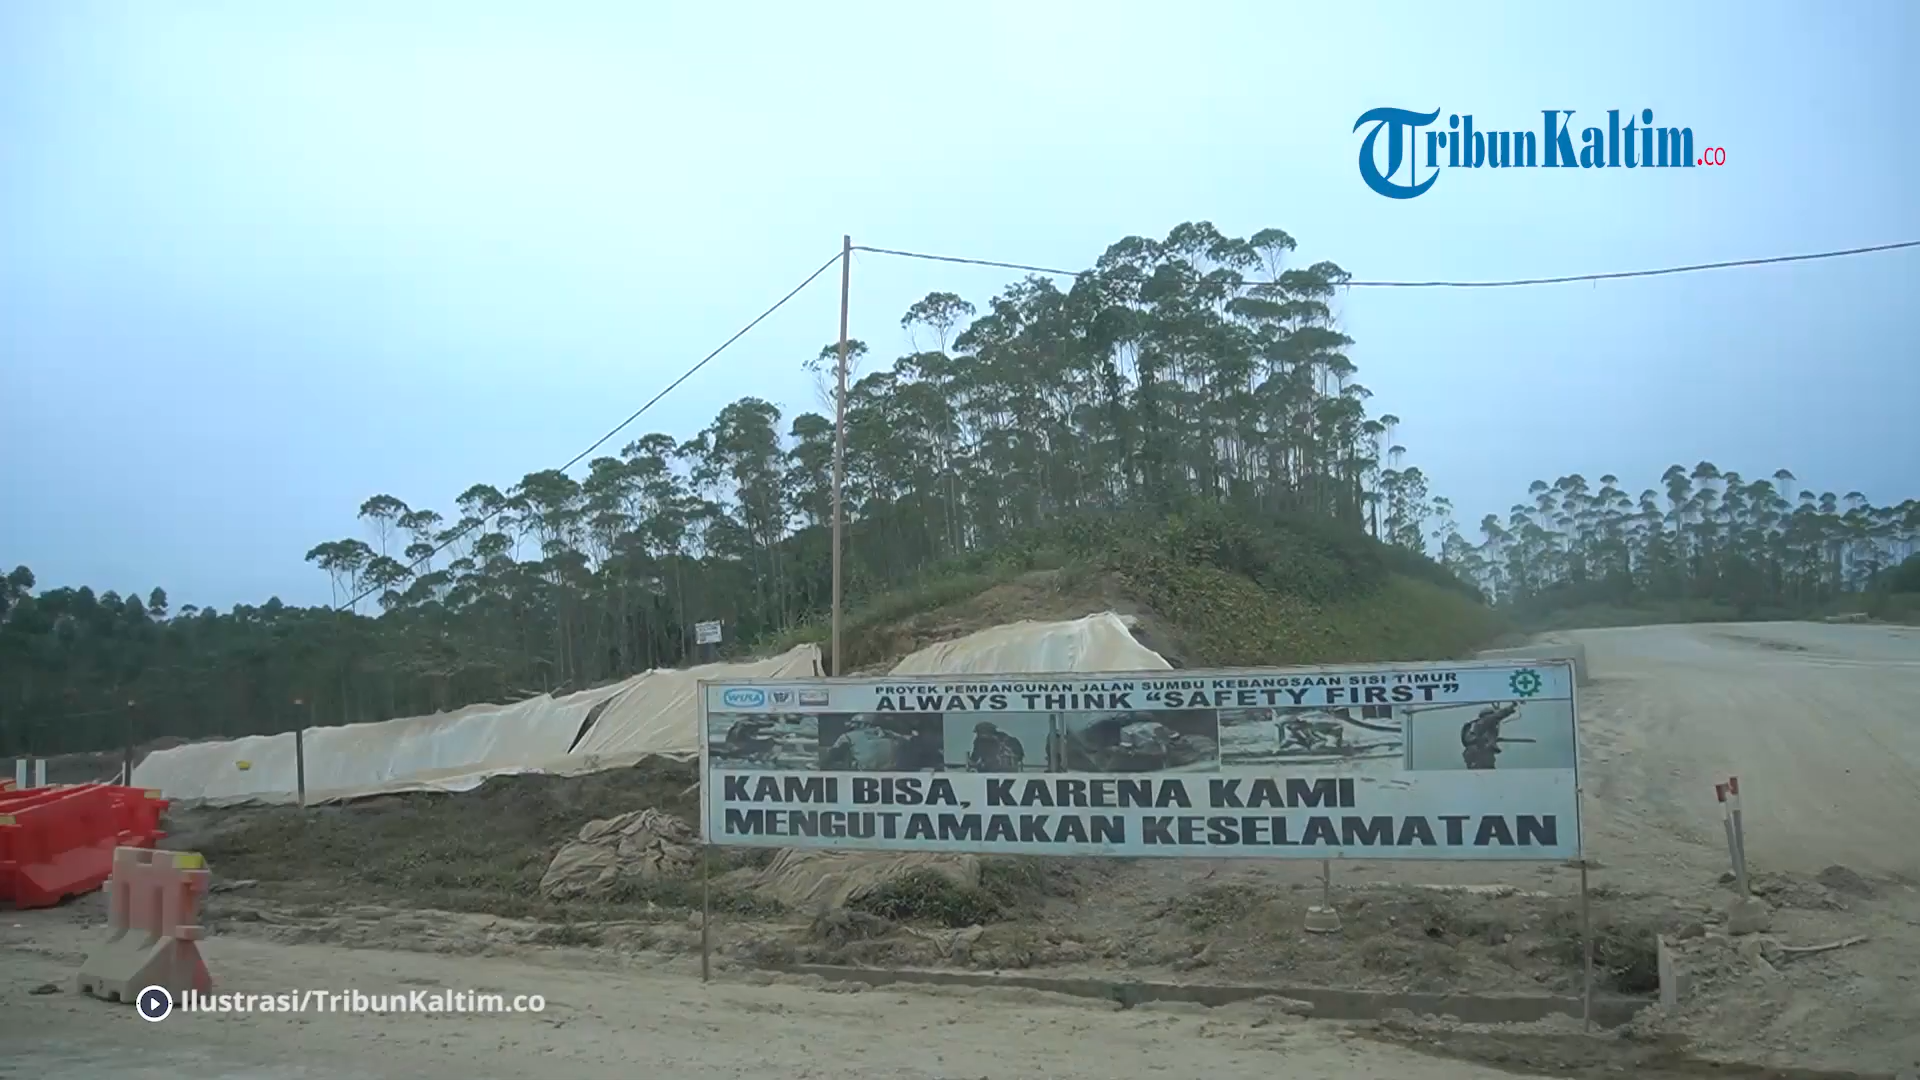 TribunKaltim.co
WIKA
PROYEK PEMBANGUNAN JALAN SUMBU KEBANGSAAN SISI TIMUR
ALWAYS THINK “SAFETY FIRST”
KAMI BISA, KARENA KAMI
MENGUTAMAKAN KESELAMATAN
Ilustrasi/TribunKaltim.co